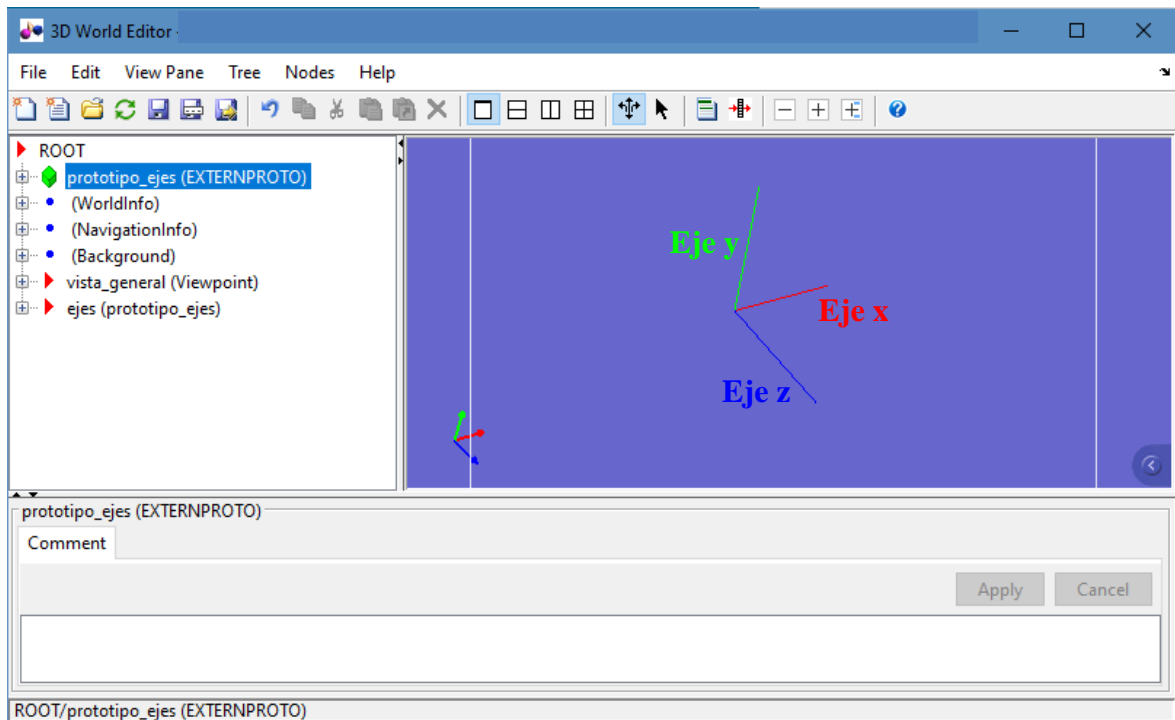 3D World Editor -
File Edit View Pane Tree Nodes Help
ROOT
prototipo_ejes (EXTERNPROTO)
(WorldInfo)
(NavigationInfo)
(Background)
vista_general (Viewpoint)
ejes (prototipo_ejes)
Eje y
Eje x
Eje z
prototipo_ejes (EXTERNPROTO)
Comment
Apply Cancel
ROOT/prototipo_ejes (EXTERNPROTO)